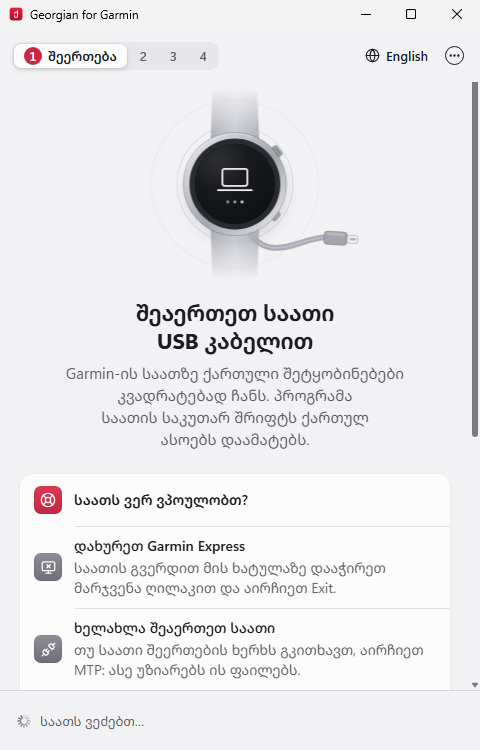 Georgian for Garmin
1 შეერთება 2 3 4 English
შეაერთეთ საათი
USB კაბელით
Garmin-ის საათზე ქართული შეტყობინებები
კვადრატებად ჩანს. პროგრამა
საათის საკუთარ შრიფტს ქართულ
ასოებს დაამატებს.
საათს ვერ ვპოულობთ?
დახურეთ Garmin Express
საათის გვერდით მის ხატულაზე დააჭირეთ
მარჯვენა ღილაკით და აირჩიეთ Exit.
ხელახლა შეაერთეთ საათი
თუ საათი შეერთების ხერხს გკითხავთ, აირჩიეთ
MTP: ასე უზიარებს ის ფაილებს.
საათს ვეძებთ...